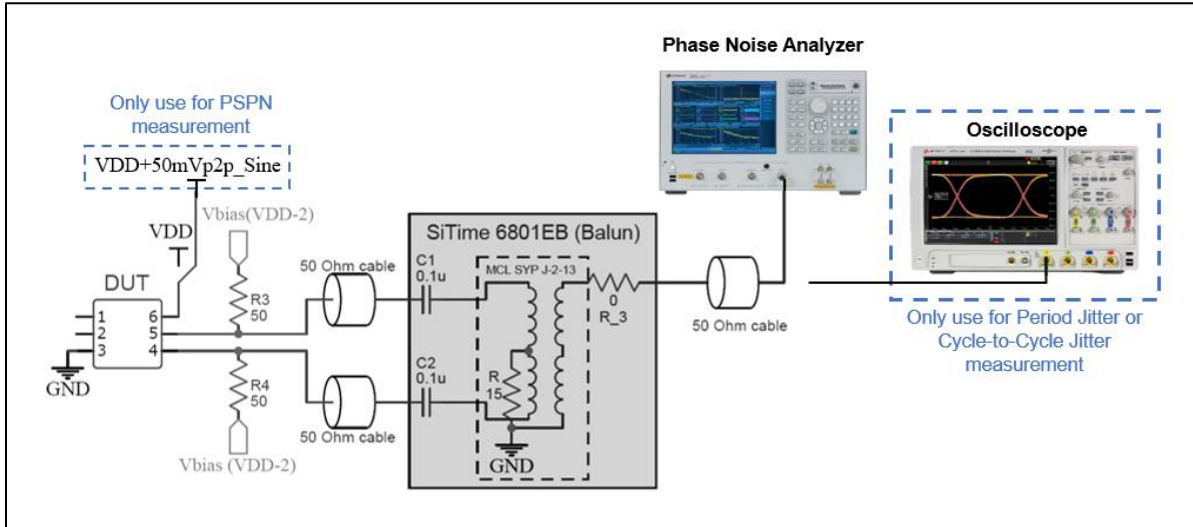 Phase Noise Analyzer
Only use for PSPN
measurement
VDD+50mVp2p_Sine
Oscilloscope
Vbias(VDD-2)
VDD
SiTime 6801EB (Balun)
50 Ohm cable
C1
0.1u
MCL SYP J-2-13
DUT
R3
50
0
R_3
50 Ohm cable
1
2
3
6
5
4
Only use for Period Jitter or
Cycle-to-Cycle Jitter
measurement
GND
R4
50
C2
0.1u
R
15
50 Ohm cable
GND
Vbias (VDD-2)